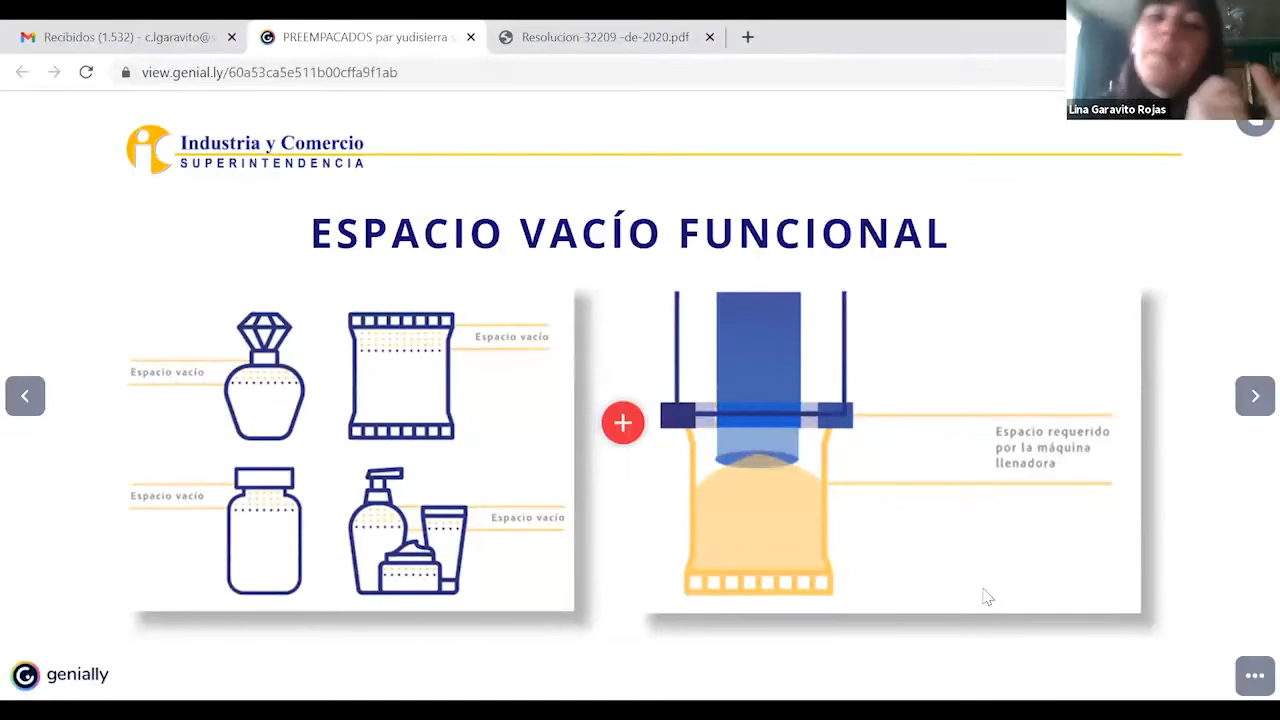 Recibidos (1.532) - c.lgaravito@s
PREEMPACADOS par yudisierra s
Resolucion-32209 -de-2020.pdf
view.genial.ly/60a53ca5e511b00cffa9f1ab
Lina Garavito Rojas
Industria y Comercio
SUPERINTENDENCIA
ESPACIO VACÍO FUNCIONAL
Espacio vacío
Espacio vacío
Espacio vacío
Espacio vacío
Espacio requerido
por la máquina
llenadora
genially